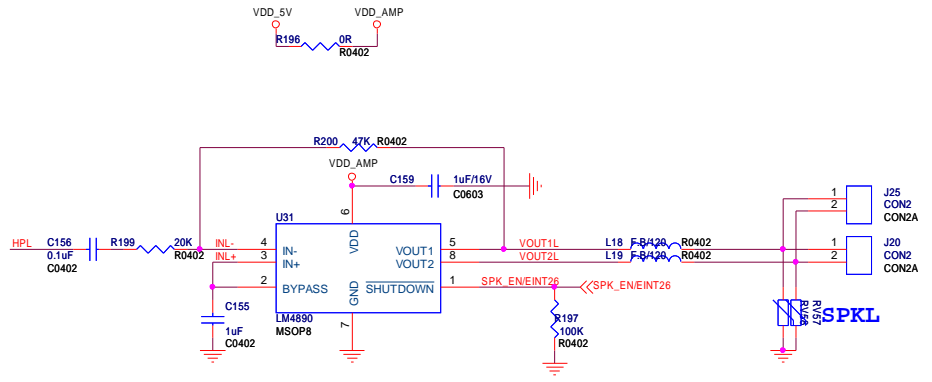 VDD_5V VDD_AMP
R196 0R
R0402
R200 47K R0402
VDD_AMP
C159 1uF/16V
C0603
U31
6
VDD
HPL C156 R199 20K INL- 4 IN- VOUT1 5 VOUT1L L18 F.B/120 R0402
0.1uF R0402 INL+ 3 IN+ VOUT2 8 VOUT2L L19 F.B/120 R0402
C0402
2 BYPASS GND SHUTDOWN 1 SPK_EN/EINT26 SPK_EN/EINT26
C155 LM4890 7
1uF MSOP8
C0402
R197
100K
R0402
1 J25
2 CON2
CON2A
1 J20
2 CON2
CON2A
RV58 RV57 SPKL